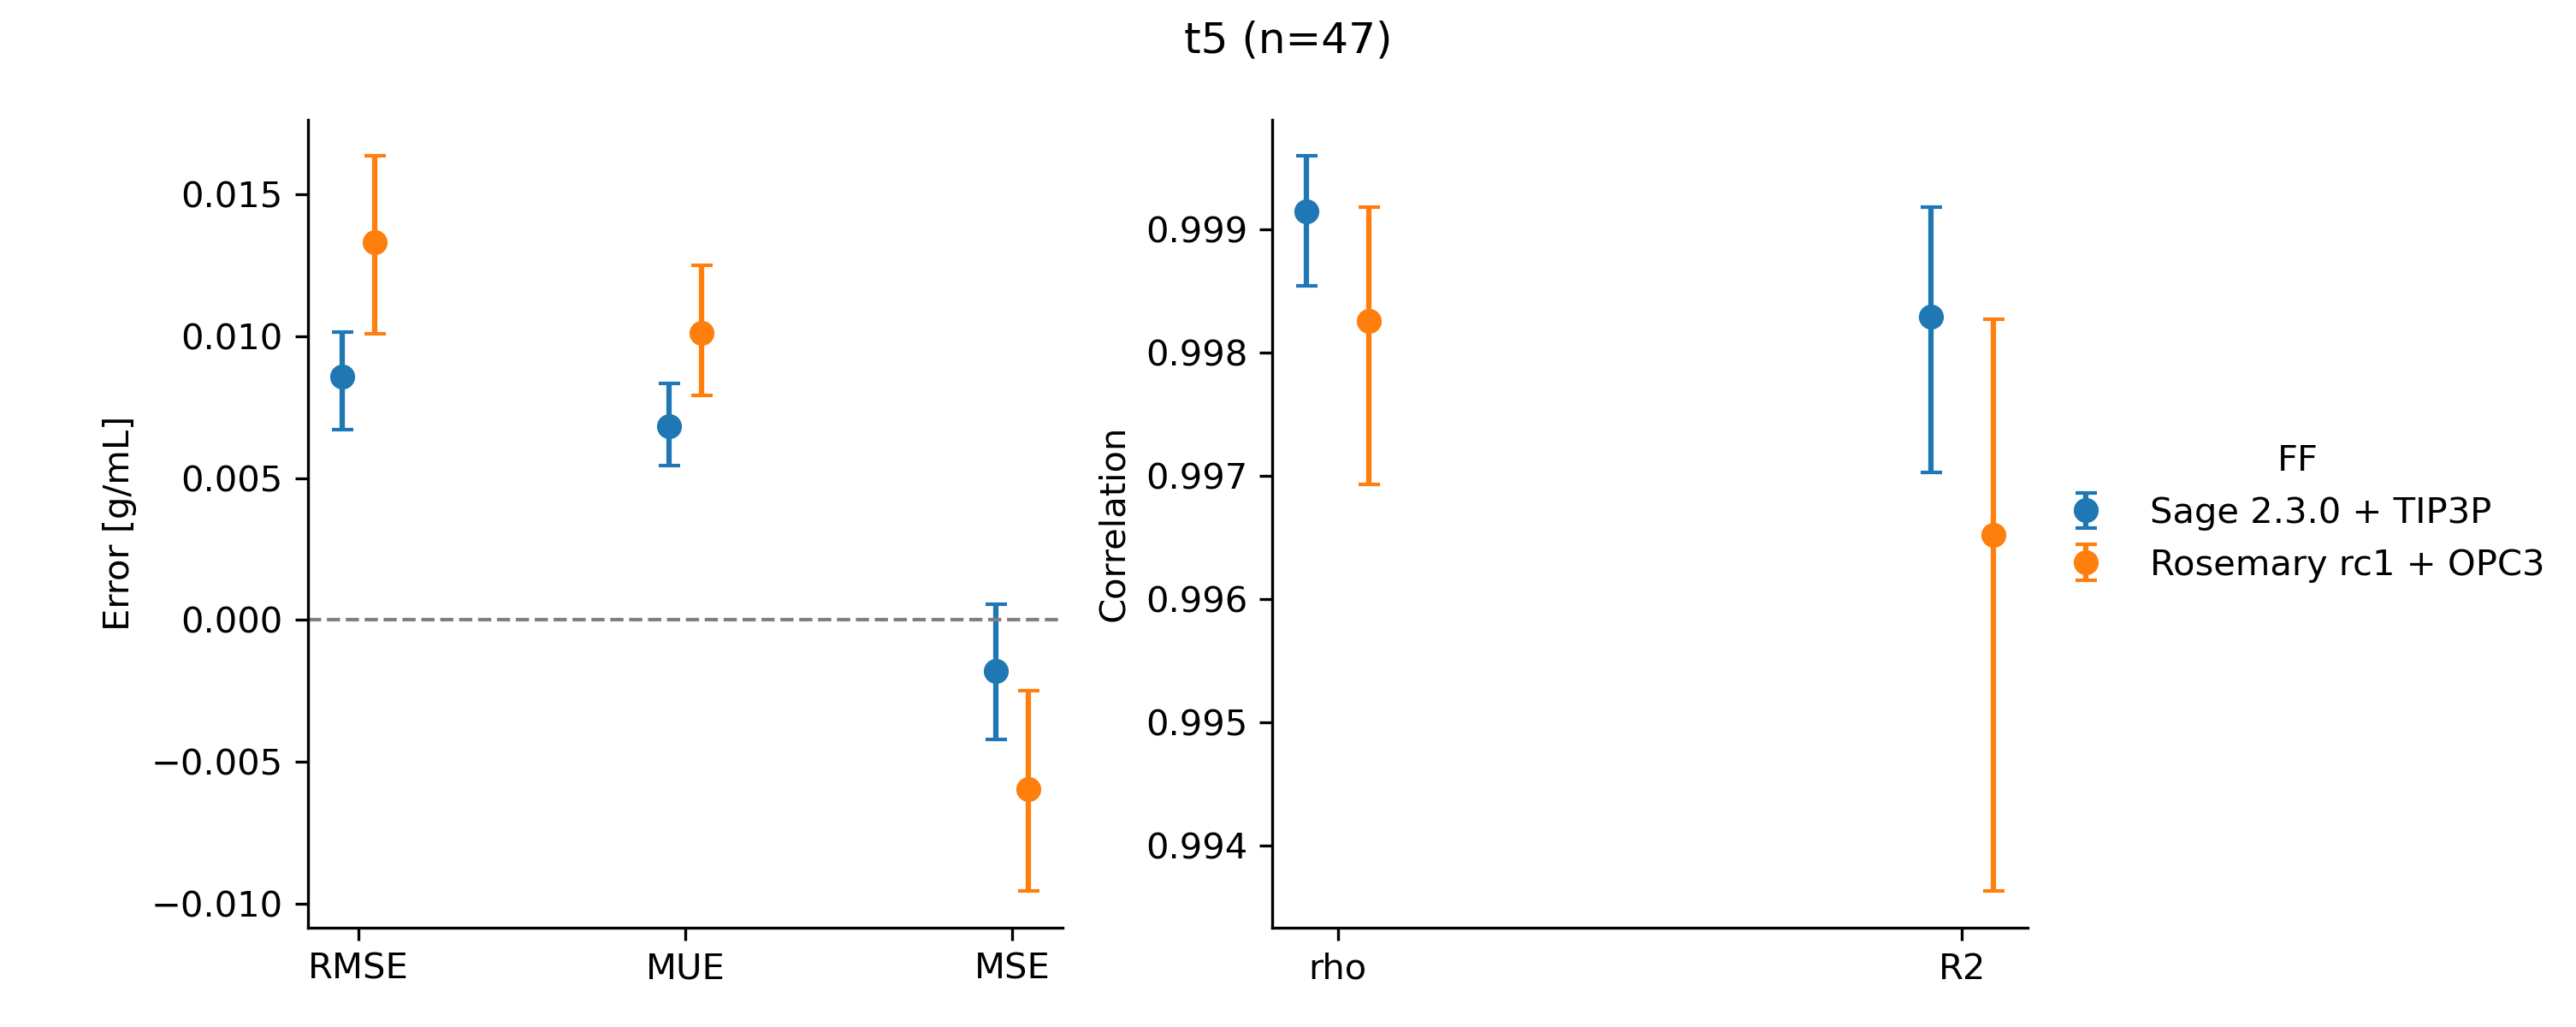 t5 (n=47)
Error [g/mL]
0.015
0.010
0.005
0.000
−0.005
−0.010
RMSE
MUE
MSE
Correlation
0.999
0.998
0.997
0.996
0.995
0.994
rho
R2
FF
Sage 2.3.0 + TIP3P
Rosemary rc1 + OPC3